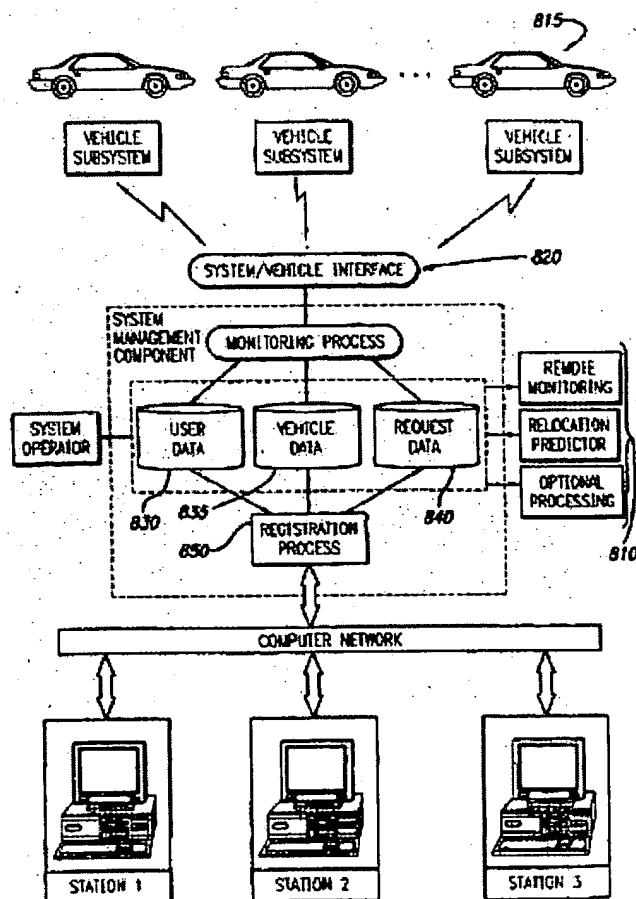 815
VEHICLE
SUBSYSTEM
VEHICLE
SUBSYSTEM
VEHICLE
SUBSYSTEM
SYSTEM/VEHICLE INTERFACE
820
SYSTEM
MANAGEMENT
COMPONENT
MONITORING PROCESS
REMOTE
MONITORING
SYSTEM
OPERATOR
USER
DATA
VEHICLE
DATA
REQUEST
DATA
RELOCATION
PREDICTOR
OPTIONAL
PROCESSING
830
835
840
810
850
REGISTRATION
PROCESS
COMPUTER NETWORK
STATION 1
STATION 2
STATION 3